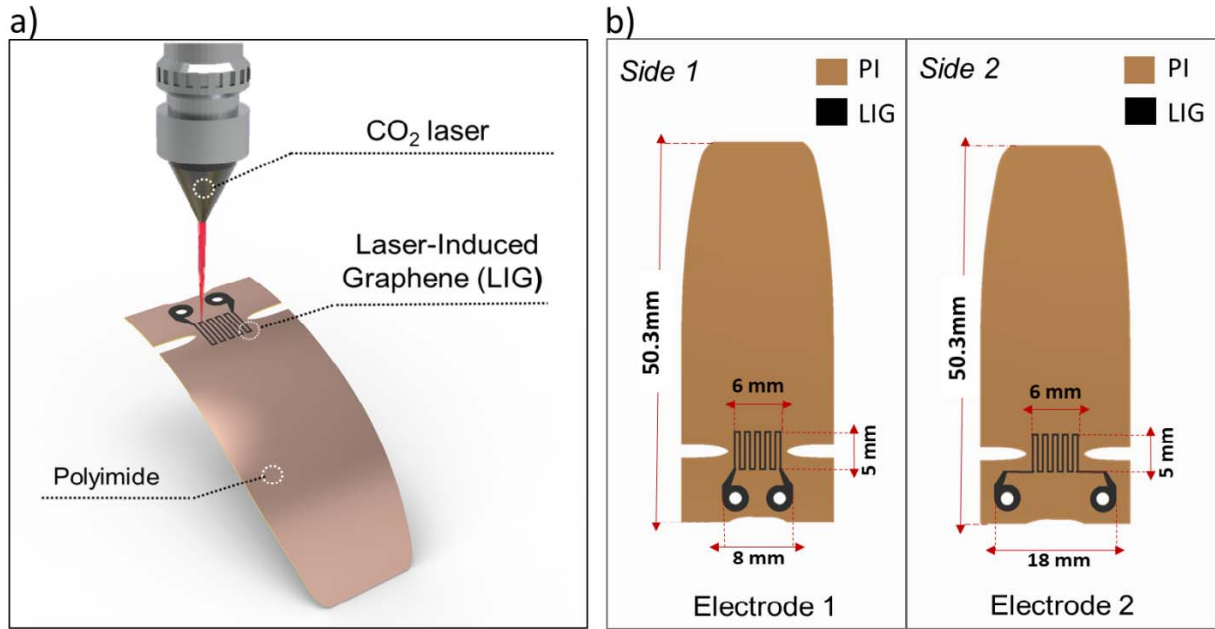 a)
CO₂ laser
Laser-Induced
Graphene (LIG)
Polyimide
b)
Side 1
PI
LIG
50.3mm
6 mm
5 mm
8 mm
Electrode 1
Side 2
PI
LIG
50.3mm
6 mm
5 mm
18 mm
Electrode 2